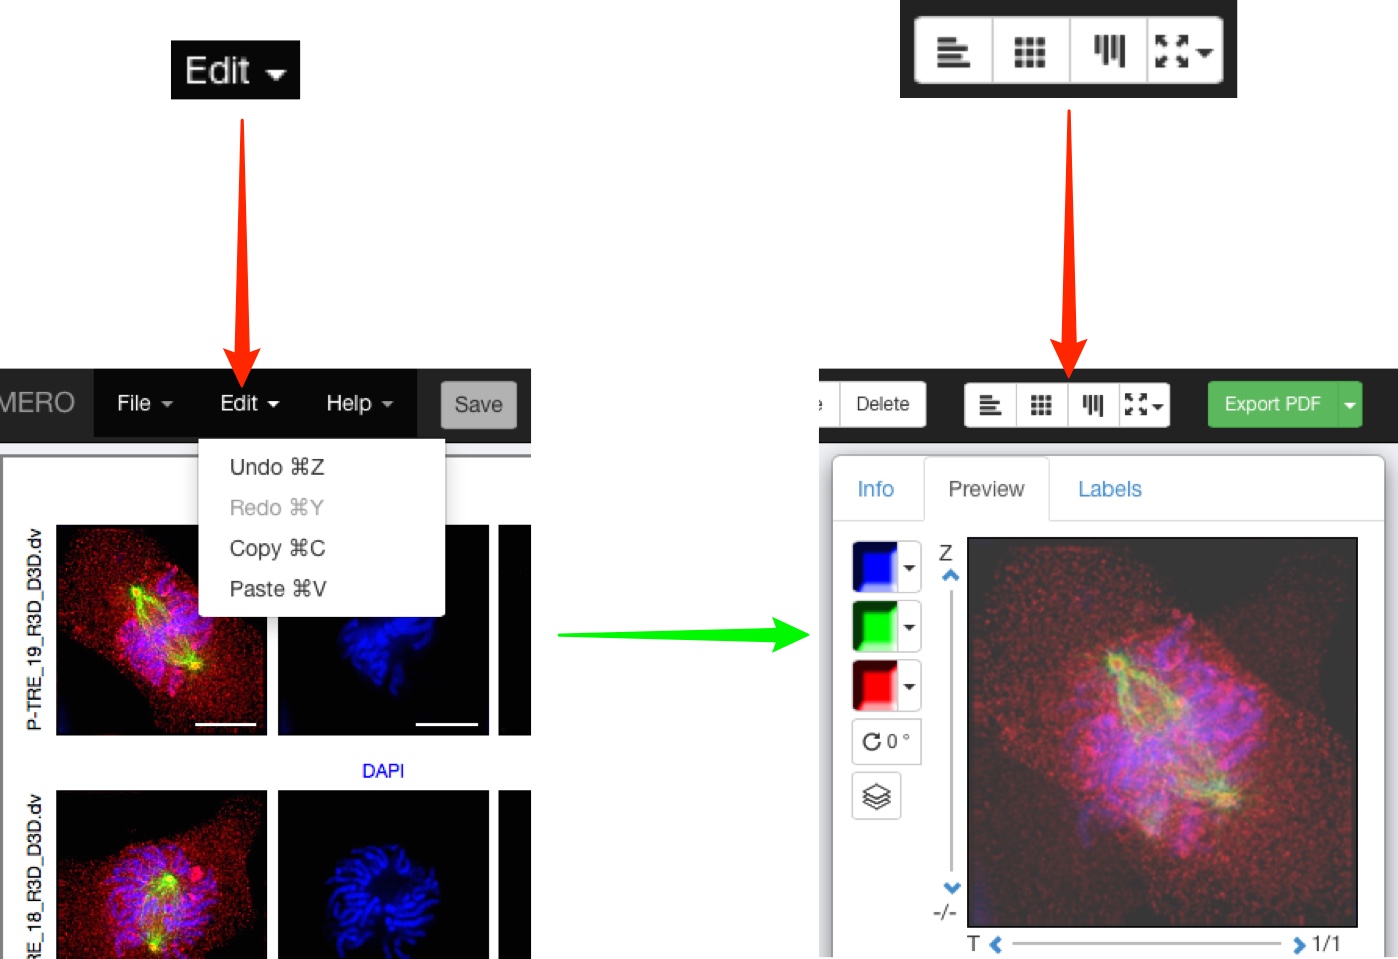 Edit
MERO File Edit Help Save
Undo ⌘Z
Redo ⌘Y
Copy ⌘C
Paste ⌘V
P-TRE_19_R3D_D3D.dv
DAPI
RE_18_R3D_D3D.dv
e Delete Export PDF
Info Preview Labels
Z
0 °
-/-
T 1/1